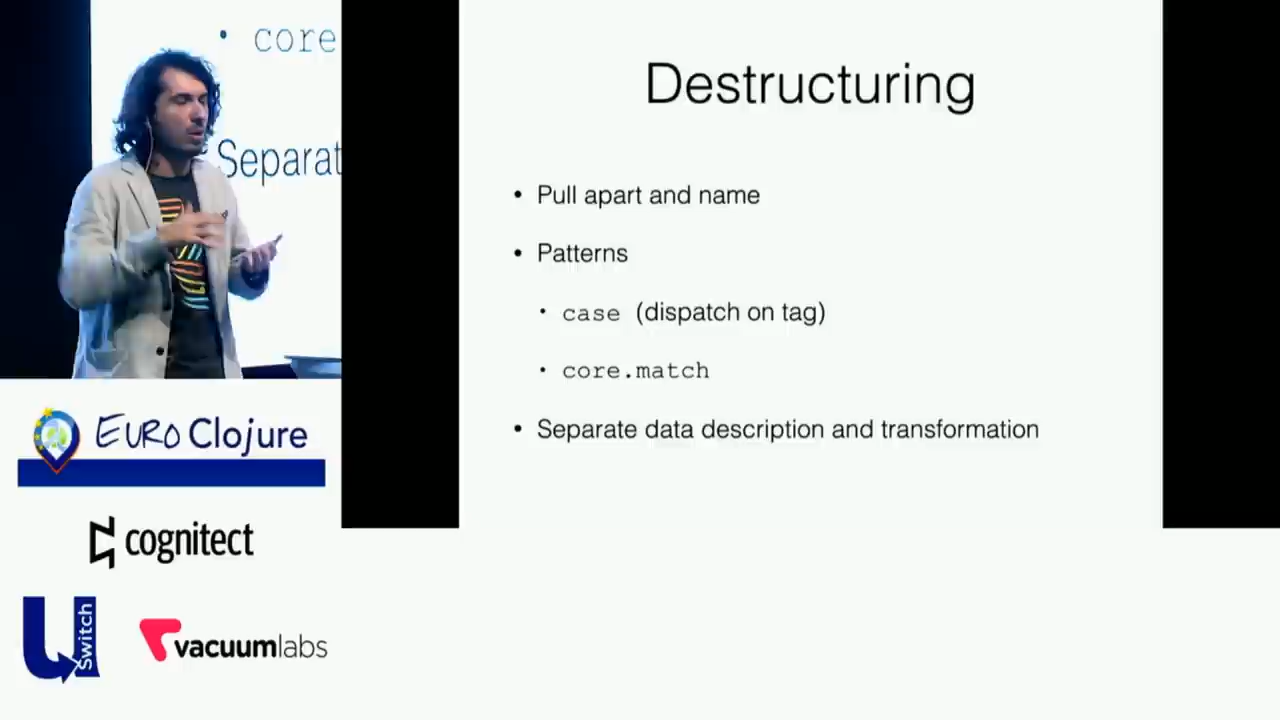 • core
Separat
Destructuring
• Pull apart and name
• Patterns
• case (dispatch on tag)
• core.match
• Separate data description and transformation
EURO Clojure
cognitect
U Switch
vacuumlabs